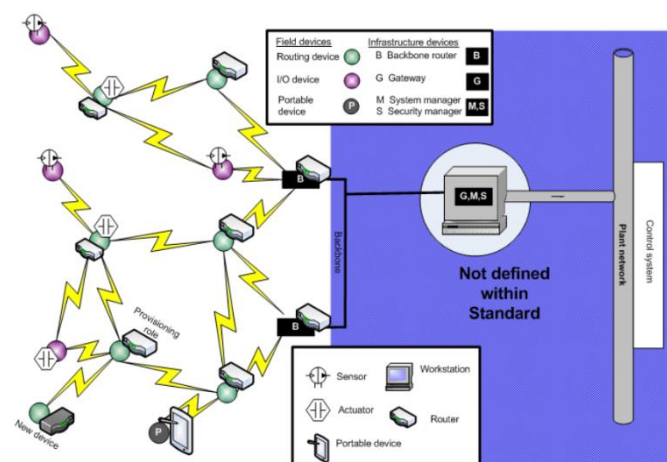 Field devices
Routing device
I/O device
Portable
device
P
Infrastructure devices
B Backbone router
B
G Gateway
G
M System manager
S Security manager
M,S
B
Backbone
G,M,S
Not defined
within
Standard
Plant network
Control system
B
Provisioning
role
New device
P
Sensor
Workstation
Actuator
Router
Portable device